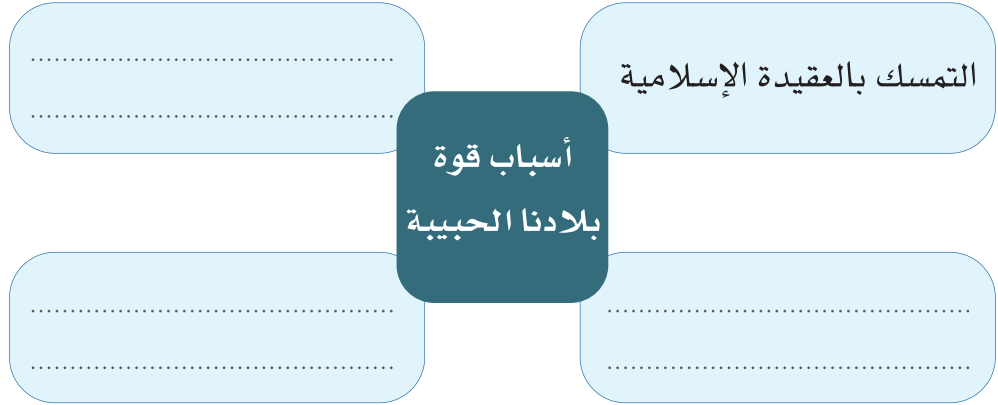 التمسك بالعقيدة الإسلامية
أسباب قوة
بلادنا الحبيبة